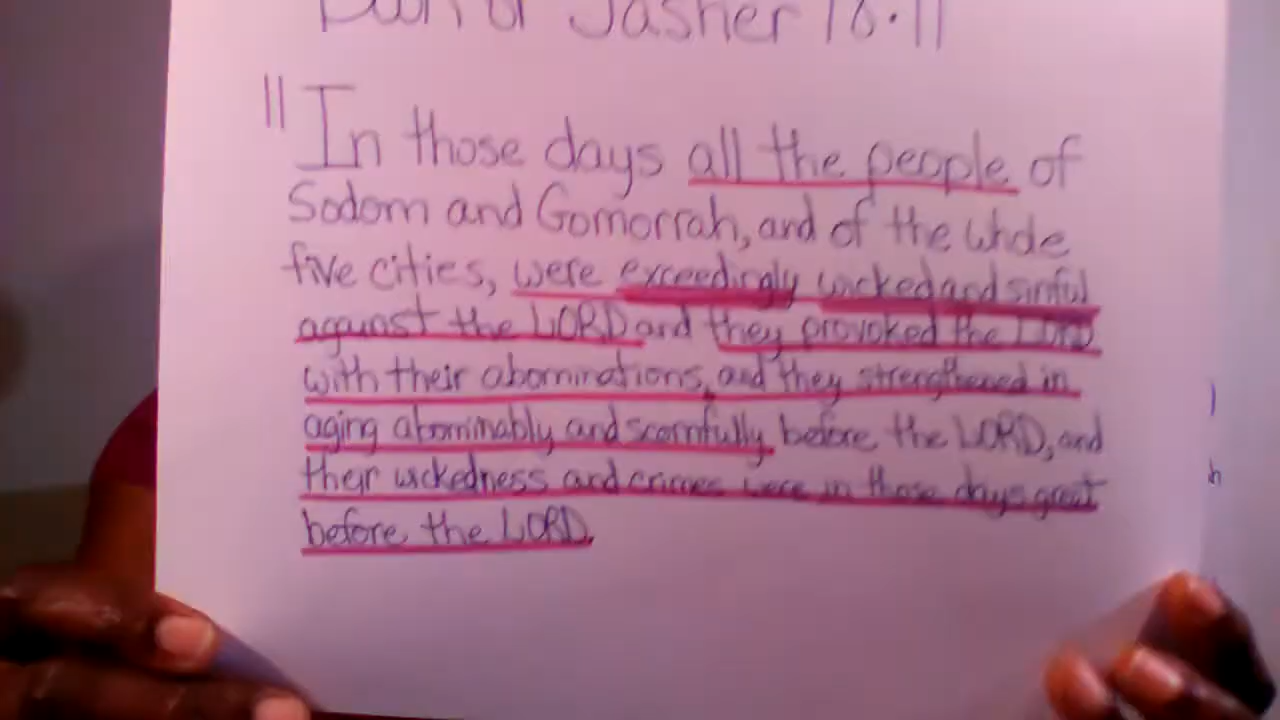 Book of Jasher 18:11
11 In those days all the people of
Sodom and Gomorrah, and of the whole
five cities, were exceedingly wicked and sinful
against the LORD and they provoked the LORD
with their abominations, and they strengthened in
aging abominably and scornfully before the LORD, and
their wickedness and crimes were in those days great
before the LORD.